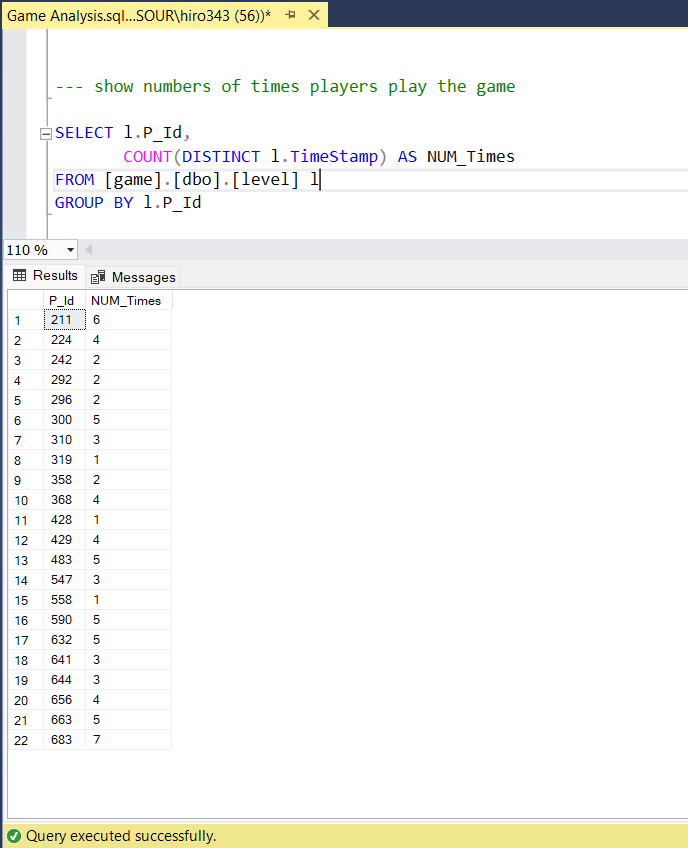 Game Analysis.sql...SOUR\hiro343 (56))*
--- show numbers of times players play the game
SELECT l.P_Id,
COUNT(DISTINCT l.TimeStamp) AS NUM_Times
FROM [game].[dbo].[level] l
GROUP BY l.P_Id
110 %
Results Messages
P_Id NUM_Times
1 211 6
2 224 4
3 242 2
4 292 2
5 296 2
6 300 5
7 310 3
8 319 1
9 358 2
10 368 4
11 428 1
12 429 4
13 483 5
14 547 3
15 558 1
16 590 5
17 632 5
18 641 3
19 644 3
20 656 4
21 663 5
22 683 7
Query executed successfully.